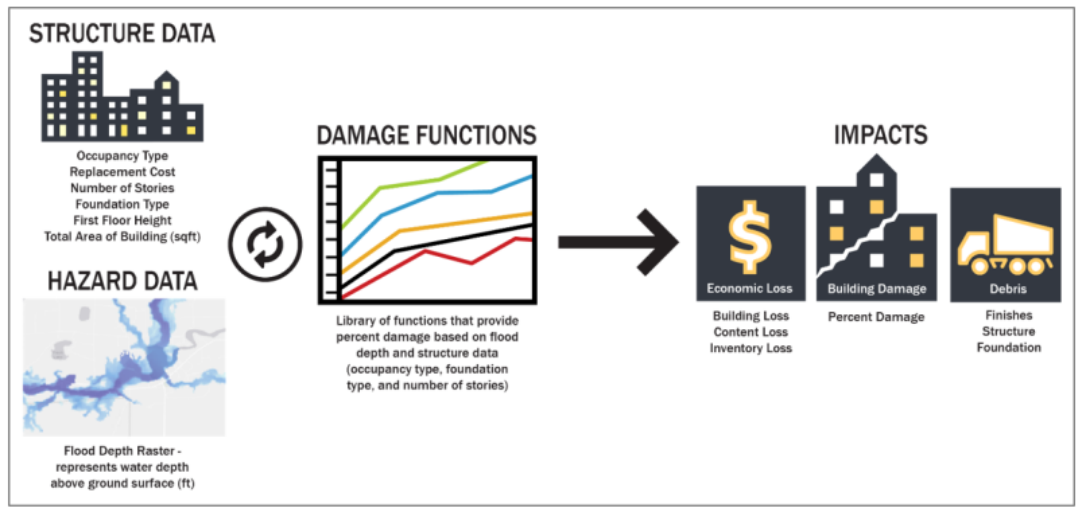 STRUCTURE DATA
Occupancy Type
Replacement Cost
Number of Stories
Foundation Type
First Floor Height
Total Area of Building (sqft)
HAZARD DATA
Flood Depth Raster -
represents water depth
above ground surface (ft)
DAMAGE FUNCTIONS
Library of functions that provide
percent damage based on flood
depth and structure data
(occupancy type, foundation
type, and number of stories)
IMPACTS
$
Economic Loss
Building Loss
Content Loss
Inventory Loss
Building Damage
Percent Damage
Debris
Finishes
Structure
Foundation